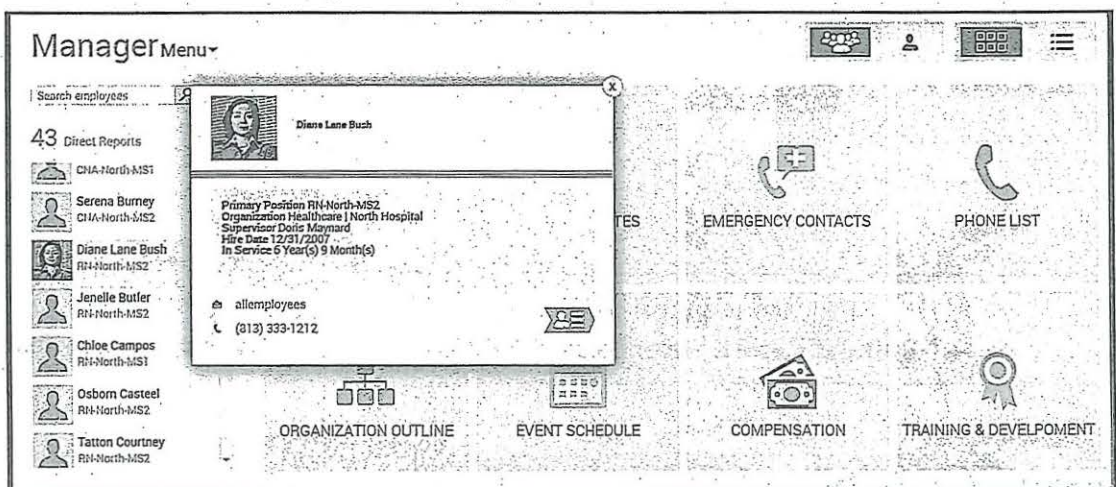 Manager Menu
Search employees
43 Direct Reports
CNA-North-MS1
Serena Burney
CNA-North-MS2
Diane Lane Bush
RN-North-MS2
Jenelle Butler
RN-North-MS2
Chloe Campos
RN-North-MS1
Osborn Casteel
RN-North-MS2
Tatton Courtney
RN-North-MS2
X
Diane Lane Bush
Primary Position RN-North-MS2
Organization Healthcare | North Hospital
Supervisor Doris Maynard
Hire Date 12/31/2007
In Service 6 Year(s) 9 Month(s)
allemployees
(313) 333-1212
TES
EMERGENCY CONTACTS
PHONE LIST
ORGANIZATION OUTLINE
EVENT SCHEDULE
COMPENSATION
TRAINING & DEVELPOMENT